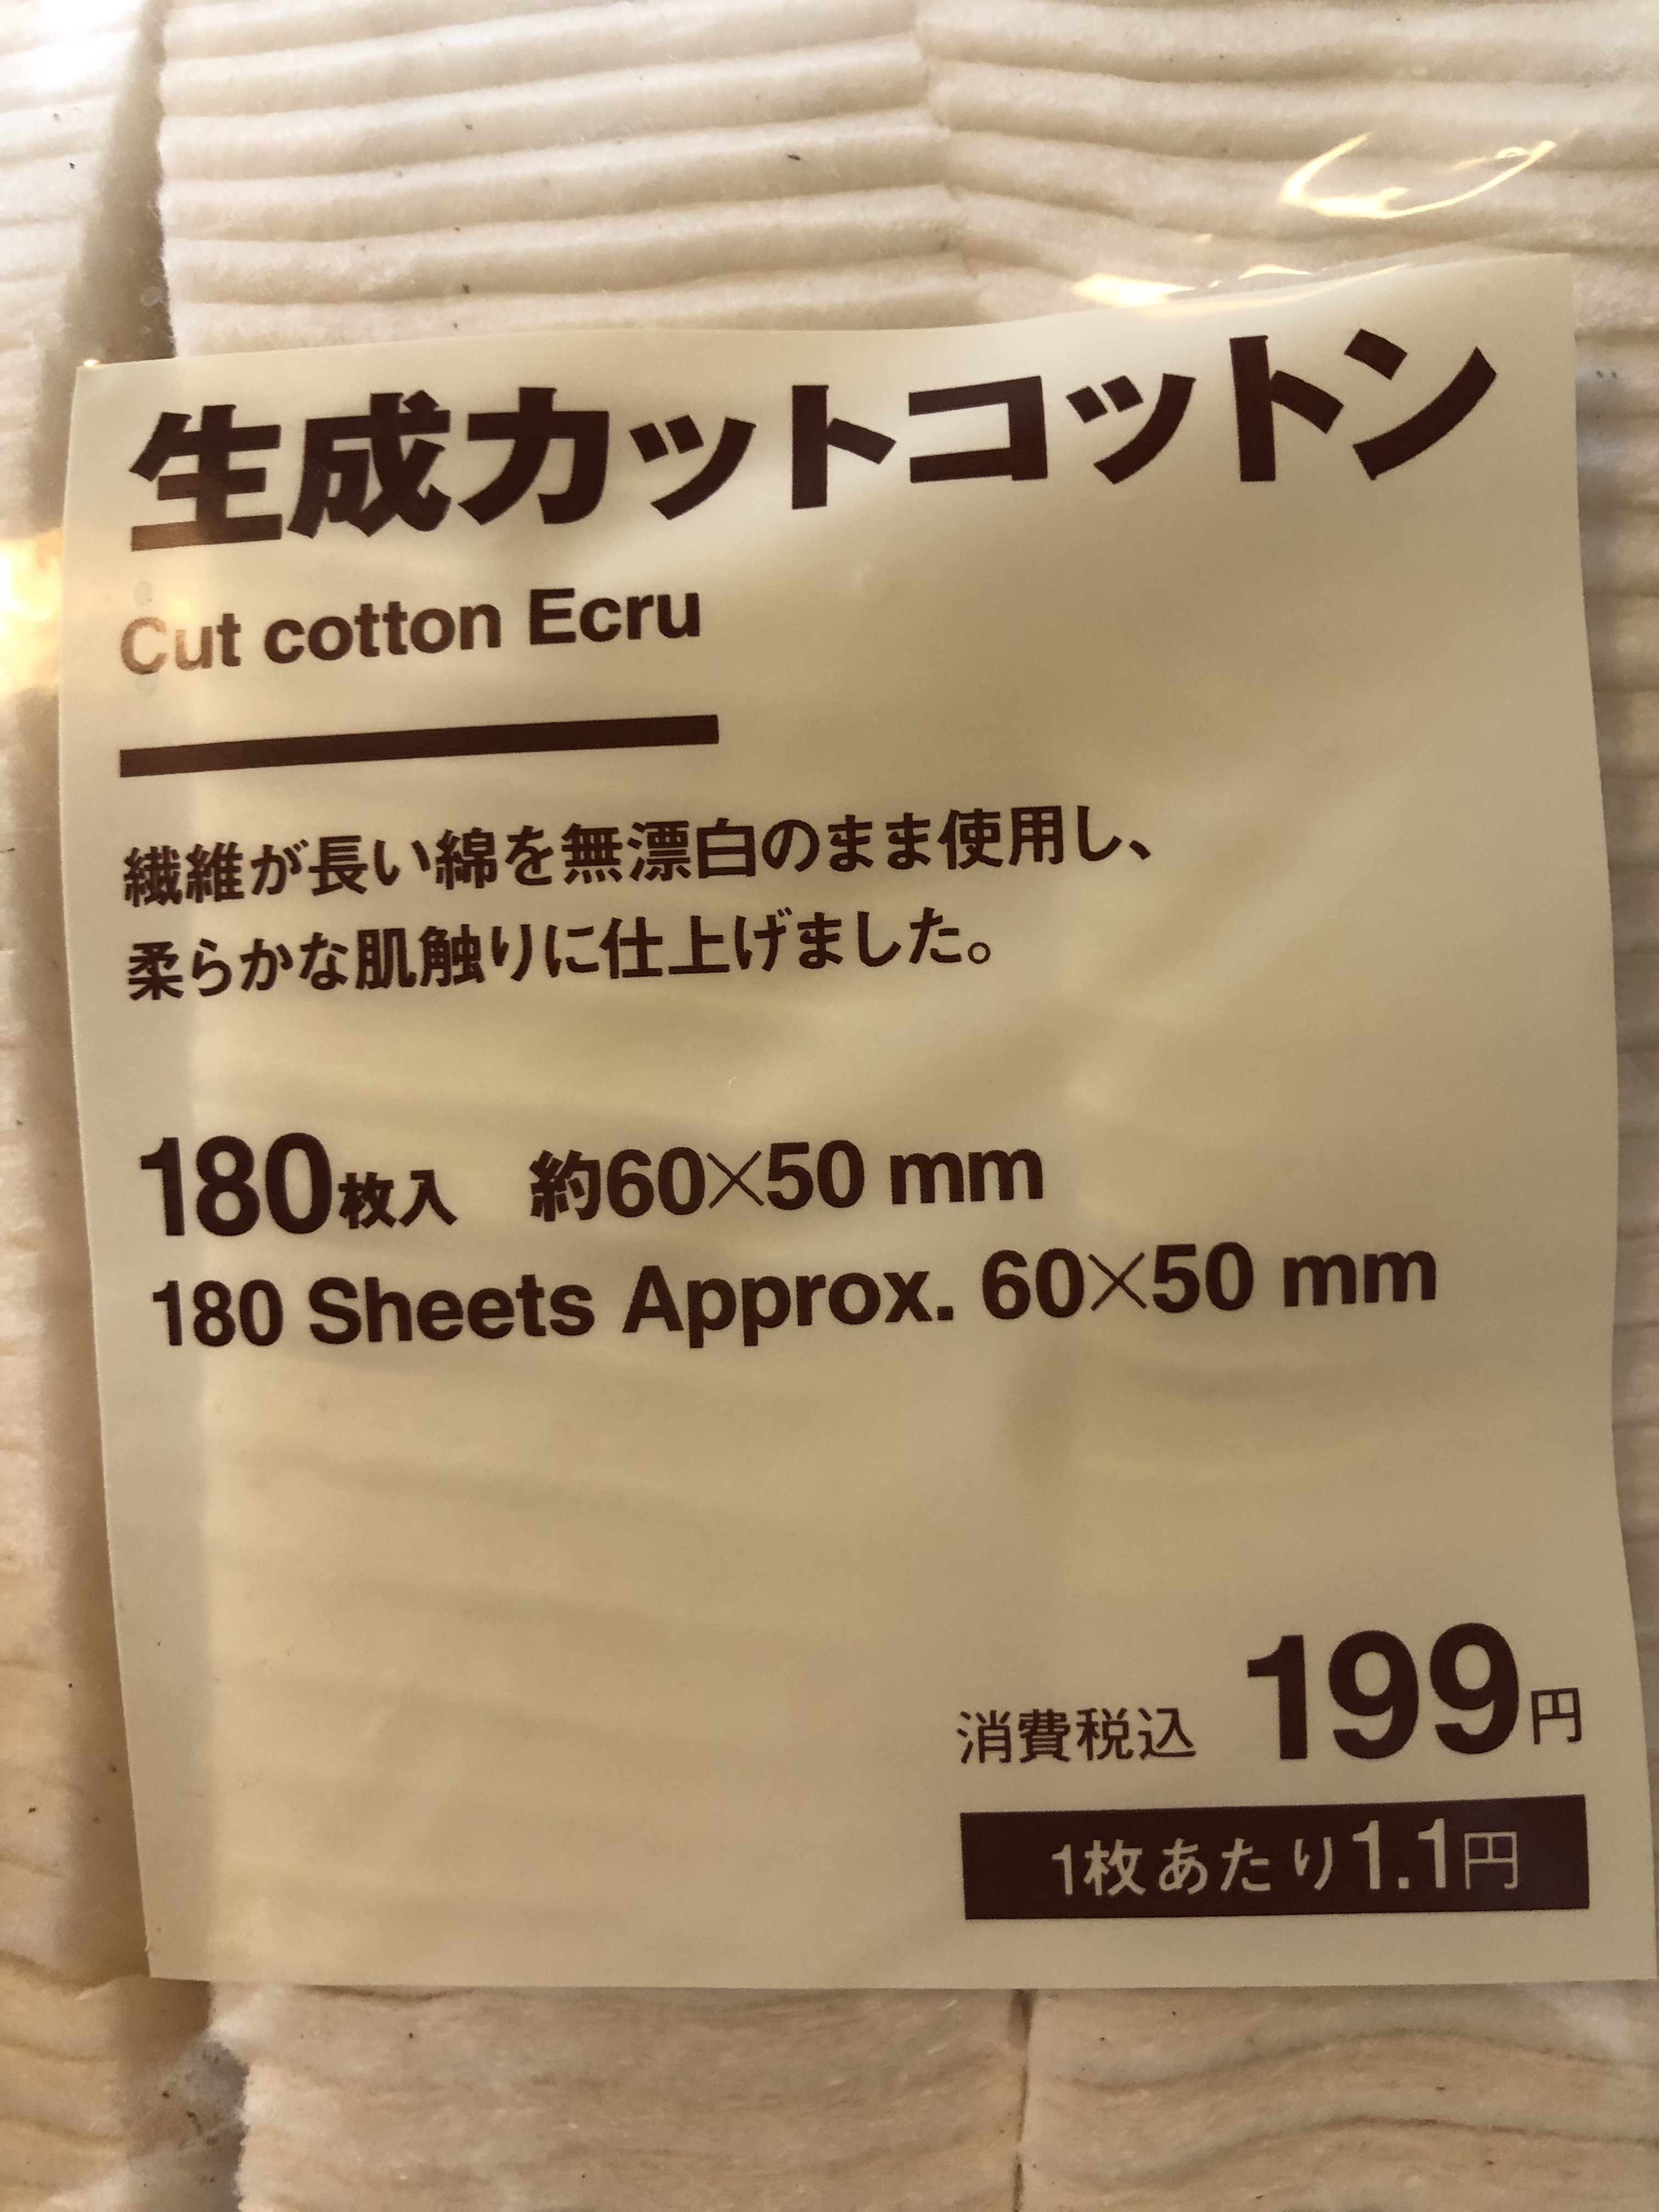 生成カットコットン
Cut cotton Ecru
繊維が長い綿を無漂白のまま使用し、
柔らかな肌触りに仕上げました。
180枚入　約60×50 mm
180 Sheets Approx. 60×50 mm
消費税込 199円
1枚あたり1.1円